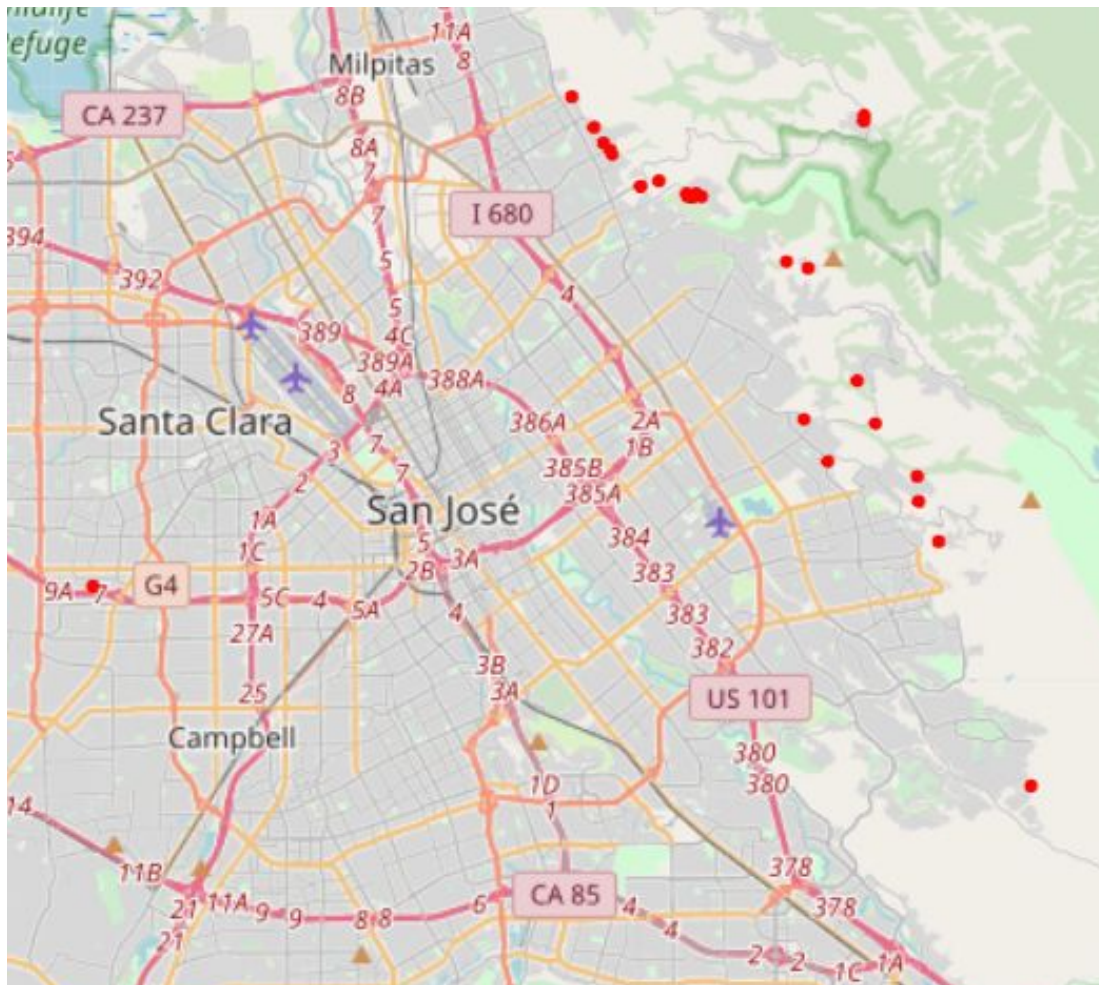 efuge
Milpitas
11A
8
8B
CA 237
8A
7
6
7
I 680
394
392
5
4
5
389
4C
389A
388A
8
4A
Santa Clara
386A
2A
3
7
1B
7
385B
2
385A
San José
1A
384
5
3A
1C
2B
383
9A
7
G4
5C
4
5A
4
383
27A
382
3B
25
3A
US 101
Campbell
380
1D
380
14
1
11B
378
CA 85
21
11A
9
9
8
8
6
4
4
378
21
2
2
1C
1A